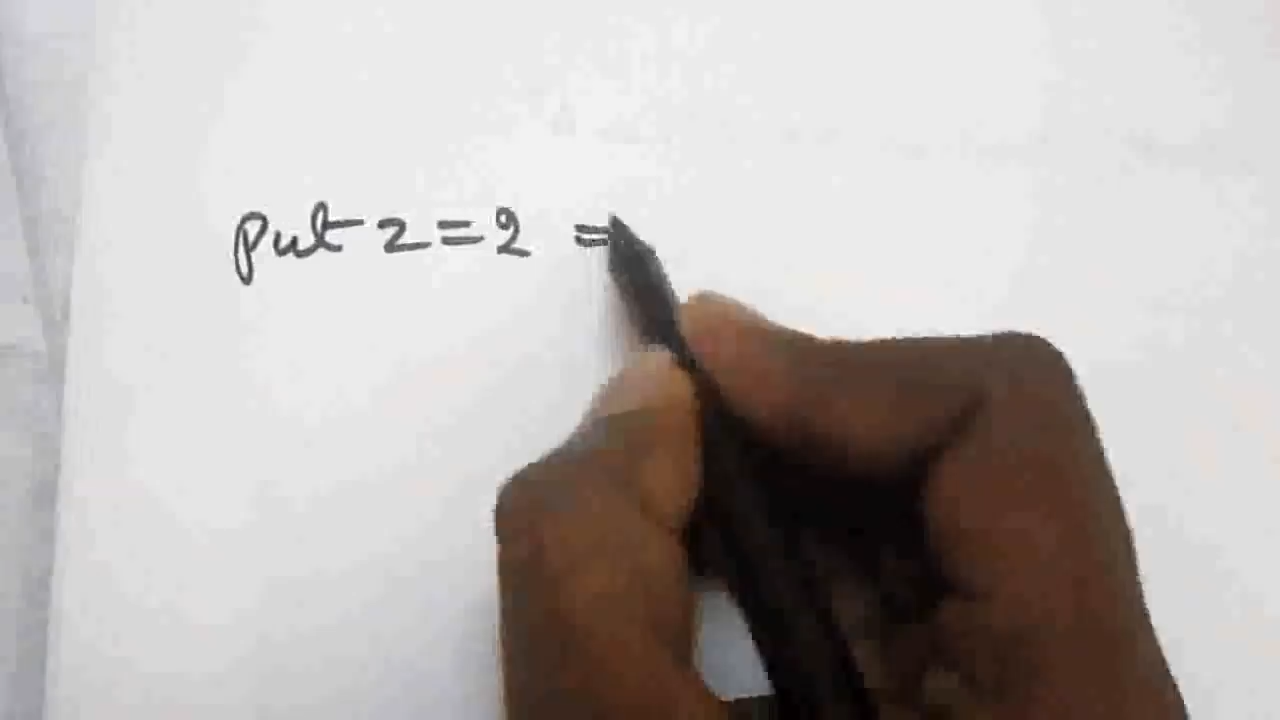 put z=2 =